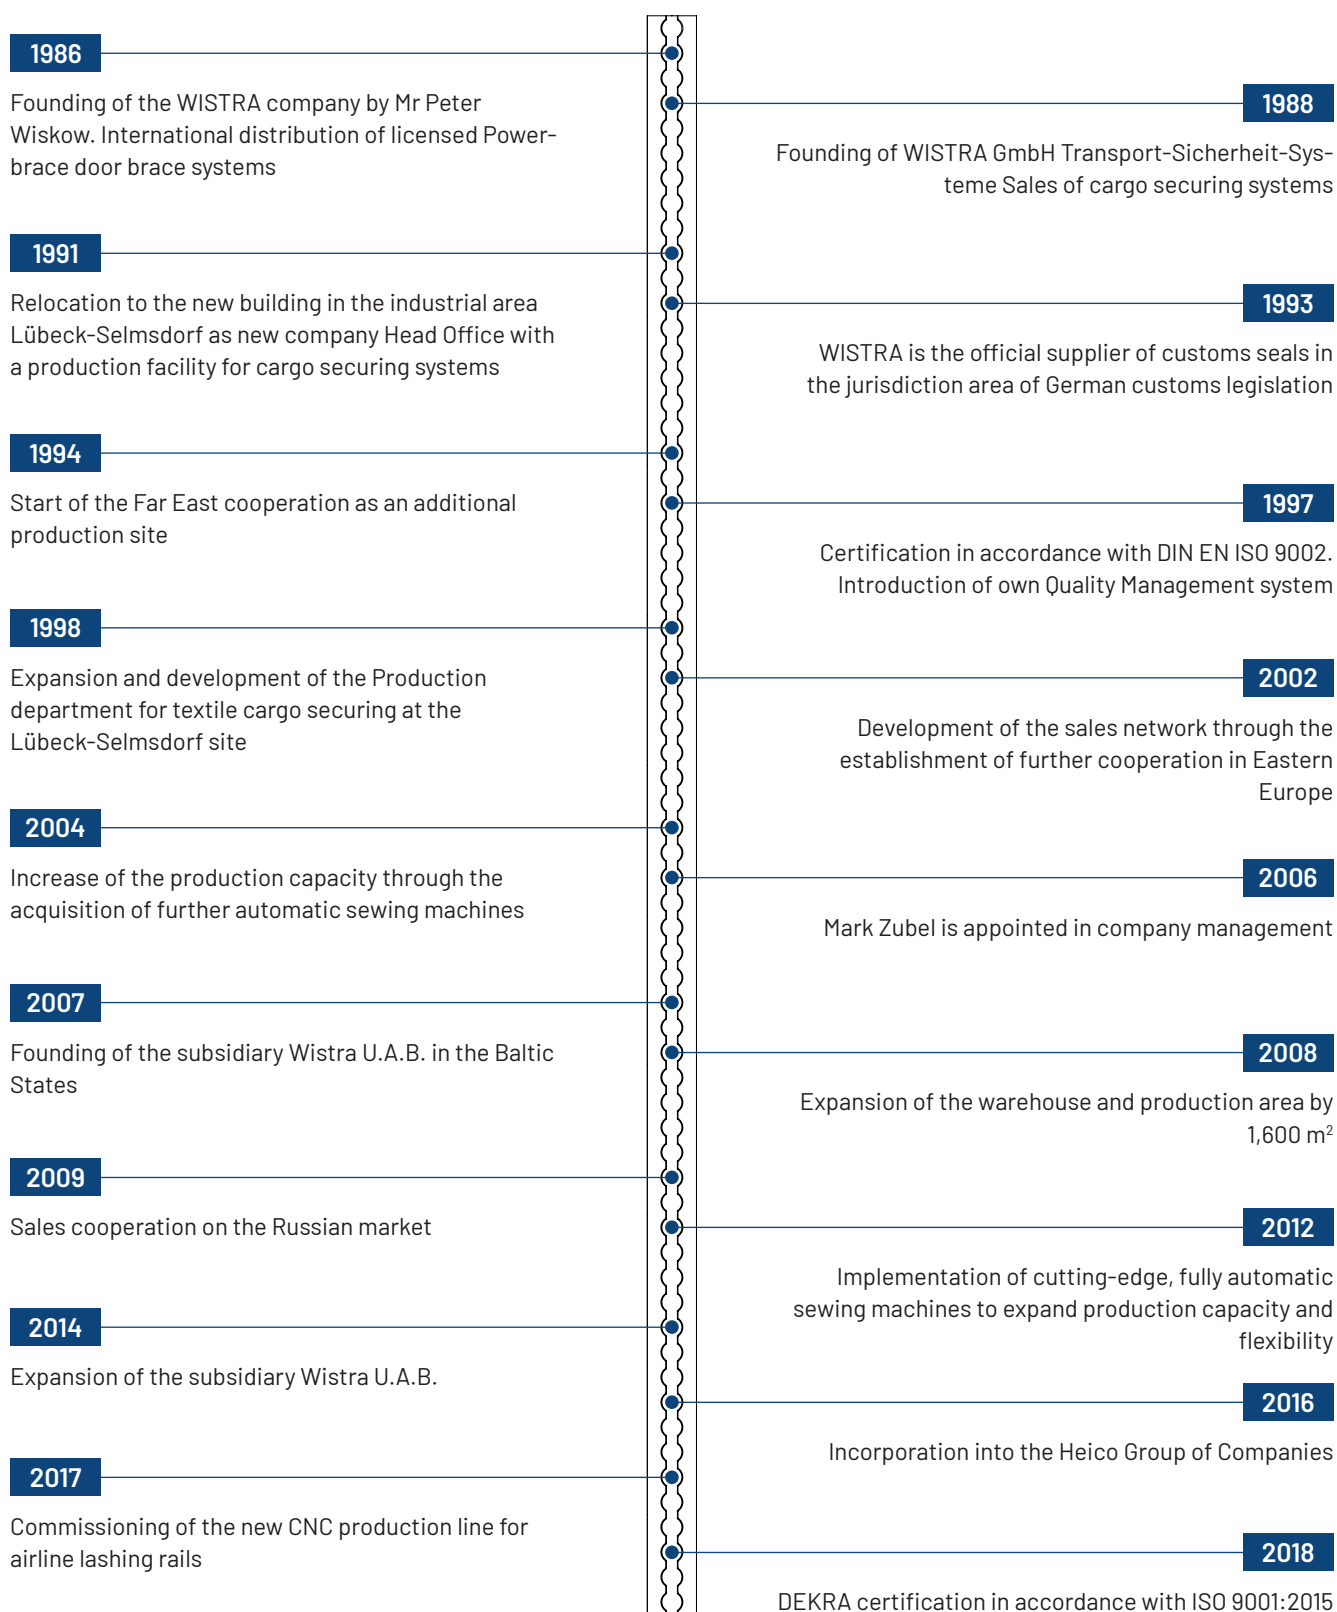 1986
Founding of the WISTRA company by Mr Peter
Wiskow. International distribution of licensed Power-
brace door brace systems
1988
Founding of WISTRA GmbH Transport-Sicherheit-Sys-
teme Sales of cargo securing systems
1991
Relocation to the new building in the industrial area
Lübeck-Selmsdorf as new company Head Office with
a production facility for cargo securing systems
1993
WISTRA is the official supplier of customs seals in
the jurisdiction area of German customs legislation
1994
Start of the Far East cooperation as an additional
production site
1997
Certification in accordance with DIN EN ISO 9002.
Introduction of own Quality Management system
1998
Expansion and development of the Production
department for textile cargo securing at the
Lübeck-Selmsdorf site
2002
Development of the sales network through the
establishment of further cooperation in Eastern
Europe
2004
Increase of the production capacity through the
acquisition of further automatic sewing machines
2006
Mark Zubel is appointed in company management
2007
Founding of the subsidiary Wistra U.A.B. in the Baltic
States
2008
Expansion of the warehouse and production area by
1,600 m²
2009
Sales cooperation on the Russian market
2012
Implementation of cutting-edge, fully automatic
sewing machines to expand production capacity and
flexibility
2014
Expansion of the subsidiary Wistra U.A.B.
2016
Incorporation into the Heico Group of Companies
2017
Commissioning of the new CNC production line for
airline lashing rails
2018
DEKRA certification in accordance with ISO 9001:2015